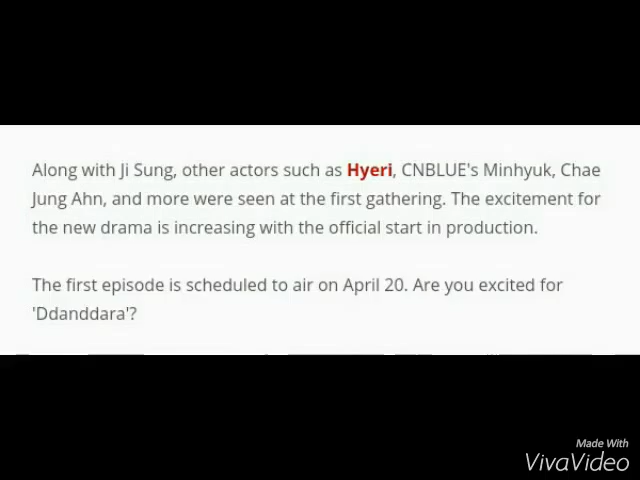 Along with Ji Sung, other actors such as Hyeri, CNBLUE's Minhyuk, Chae
Jung Ahn, and more were seen at the first gathering. The excitement for
the new drama is increasing with the official start in production.
The first episode is scheduled to air on April 20. Are you excited for
'Ddanddara'?
Made With
VivaVideo